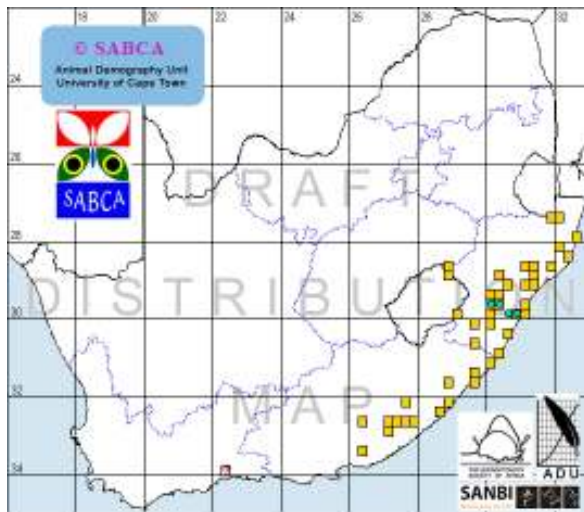 16 18 20 22 24 26 28 30 32
© SABCA
Animal Demography Unit
University of Cape Town
24
SABCA
26
DRAFT
28
DISTRIBUTION
30
32
MAP
34
ADU
SANBI